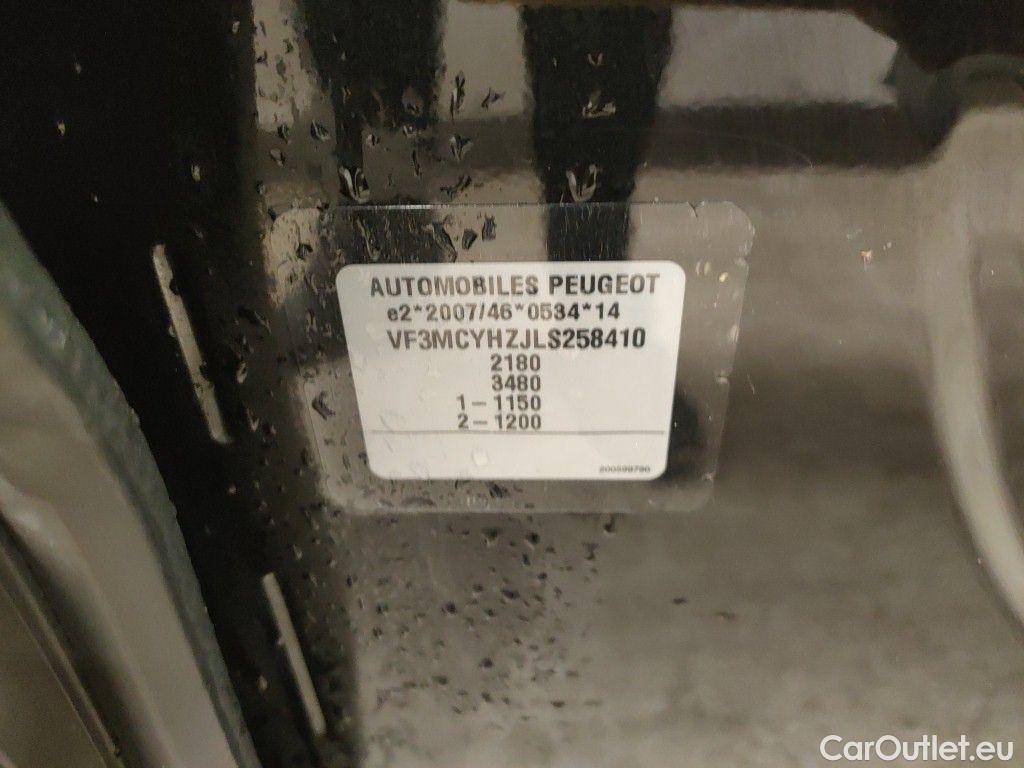 AUTOMOBILES PEUGEOT
e2*2007/46*0534*14
VF3MCYHZJLS258410
2180
3480
1 – 1150
2 – 1200
CarOutlet.eu